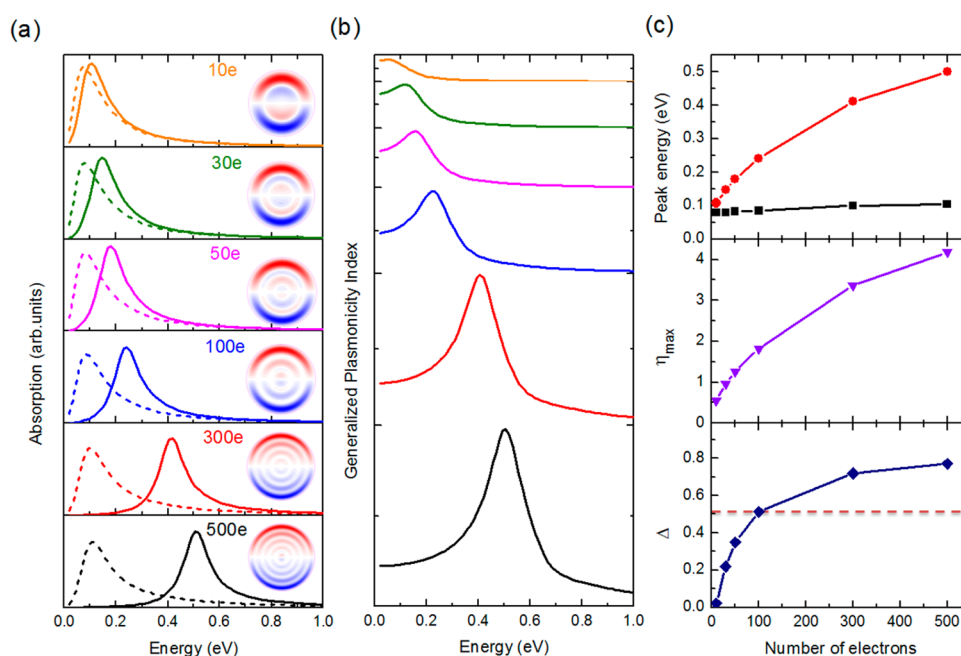 (a)
10e
30e
50e
100e
300e
500e
Absorption (arb.units)
0.0 0.2 0.4 0.6 0.8 1.0
Energy (eV)
(b)
Generalized Plasmonicity Index
0.0 0.2 0.4 0.6 0.8 1.0
Energy (eV)
(c)
0.5
0.4
0.3
0.2
0.1
0.0
Peak energy (eV)
4
3
2
1
0
ηmax
0.8
0.6
0.4
0.2
0.0
Δ
0 100 200 300 400 500
Number of electrons